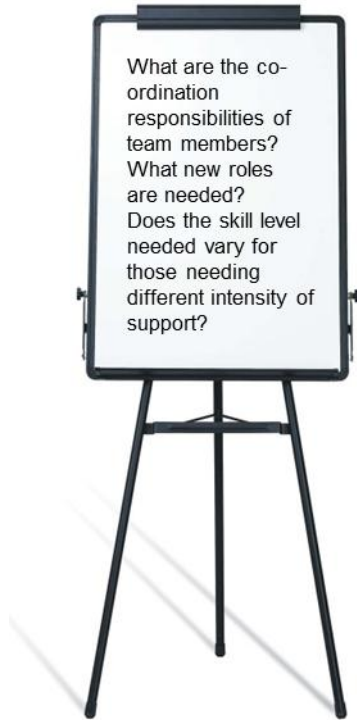 What are the co-
ordination
responsibilities of
team members?
What new roles
are needed?
Does the skill level
needed vary for
those needing
different intensity of
support?